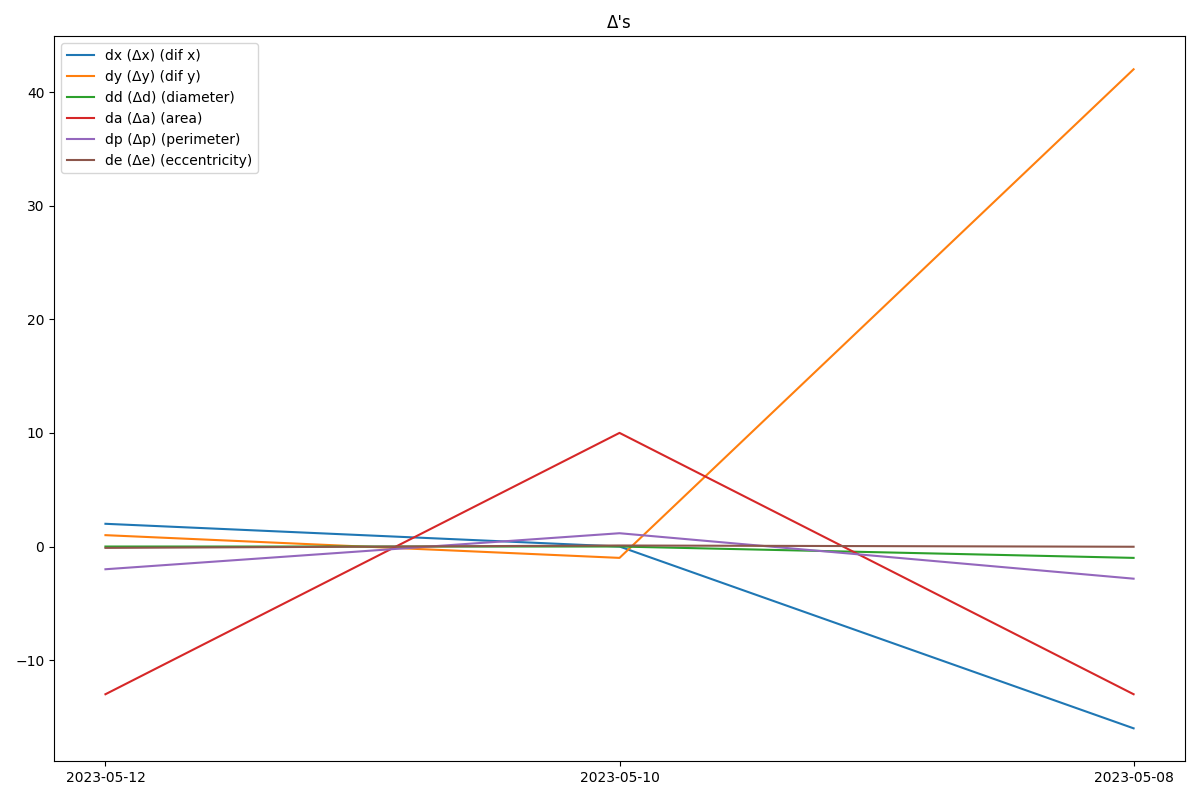 Δ's
dx (Δx) (dif x)
dy (Δy) (dif y)
dd (Δd) (diameter)
da (Δa) (area)
dp (Δp) (perimeter)
de (Δe) (eccentricity)
40
30
20
10
0
−10
2023-05-12
2023-05-10
2023-05-08